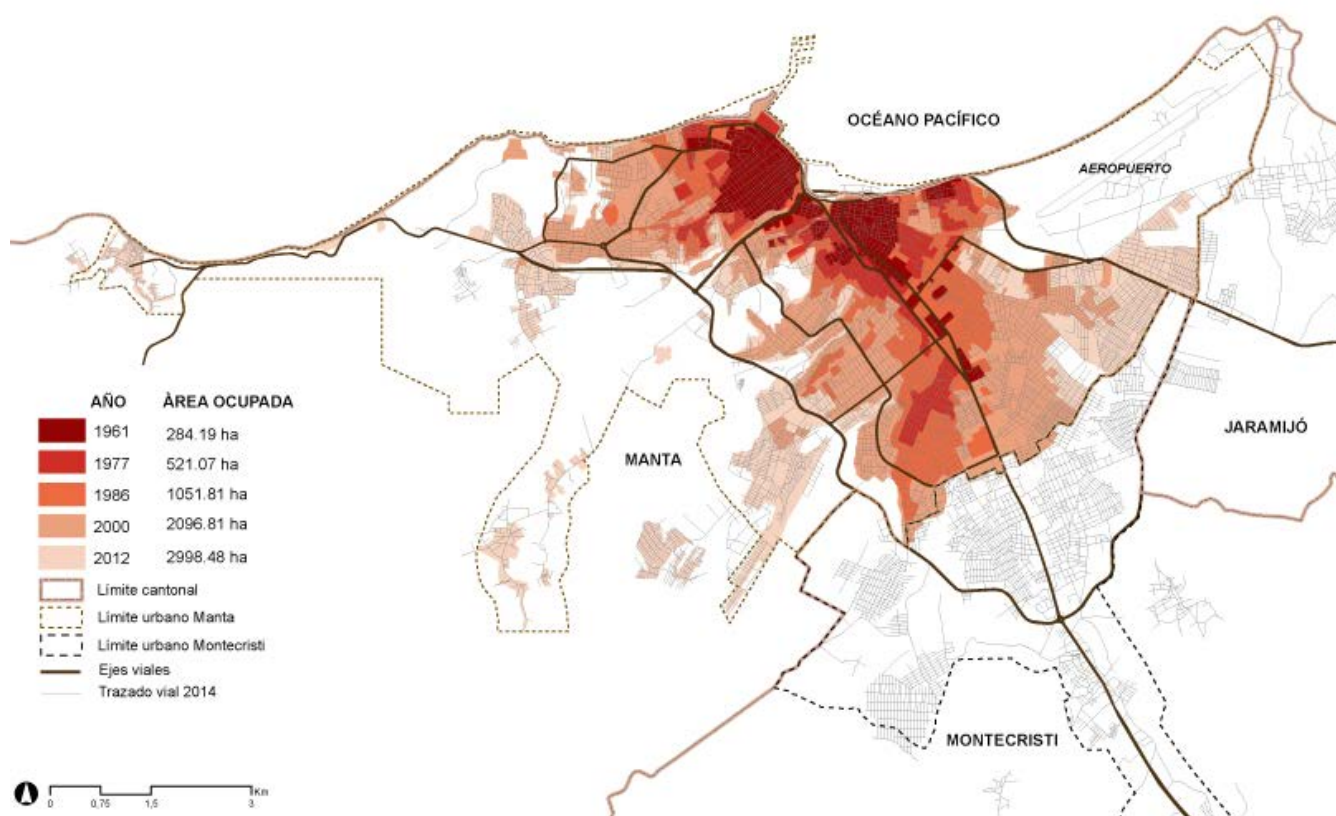 OCÉANO PACÍFICO
AEROPUERTO
AÑO ÀREA OCUPADA
1961 284.19 ha
1977 521.07 ha
1986 1051.81 ha
2000 2096.81 ha
2012 2998.48 ha
Límite cantonal
Límite urbano Manta
Límite urbano Montecristi
Ejes viales
Trazado vial 2014
MANTA
JARAMIJÓ
MONTECRISTI
Km
0 0,75 1,5 3